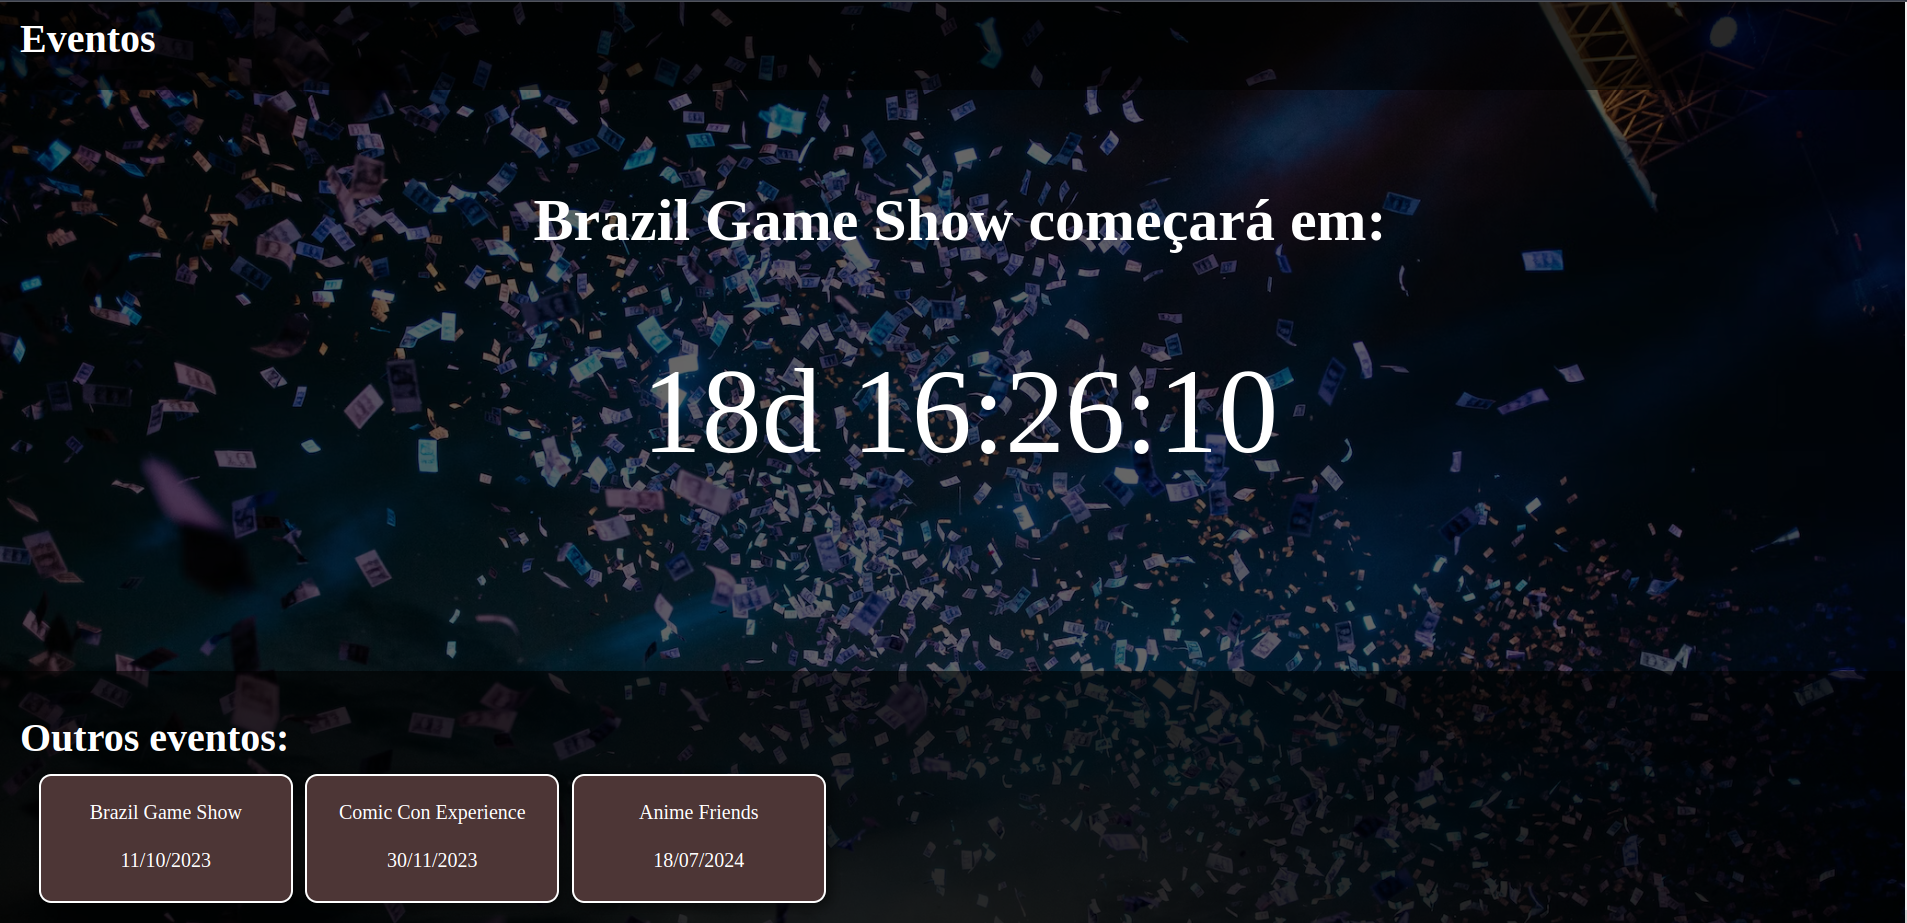 Eventos
Brazil Game Show começará em:
18d 16:26:10
Outros eventos:
Brazil Game Show
11/10/2023
Comic Con Experience
30/11/2023
Anime Friends
18/07/2024